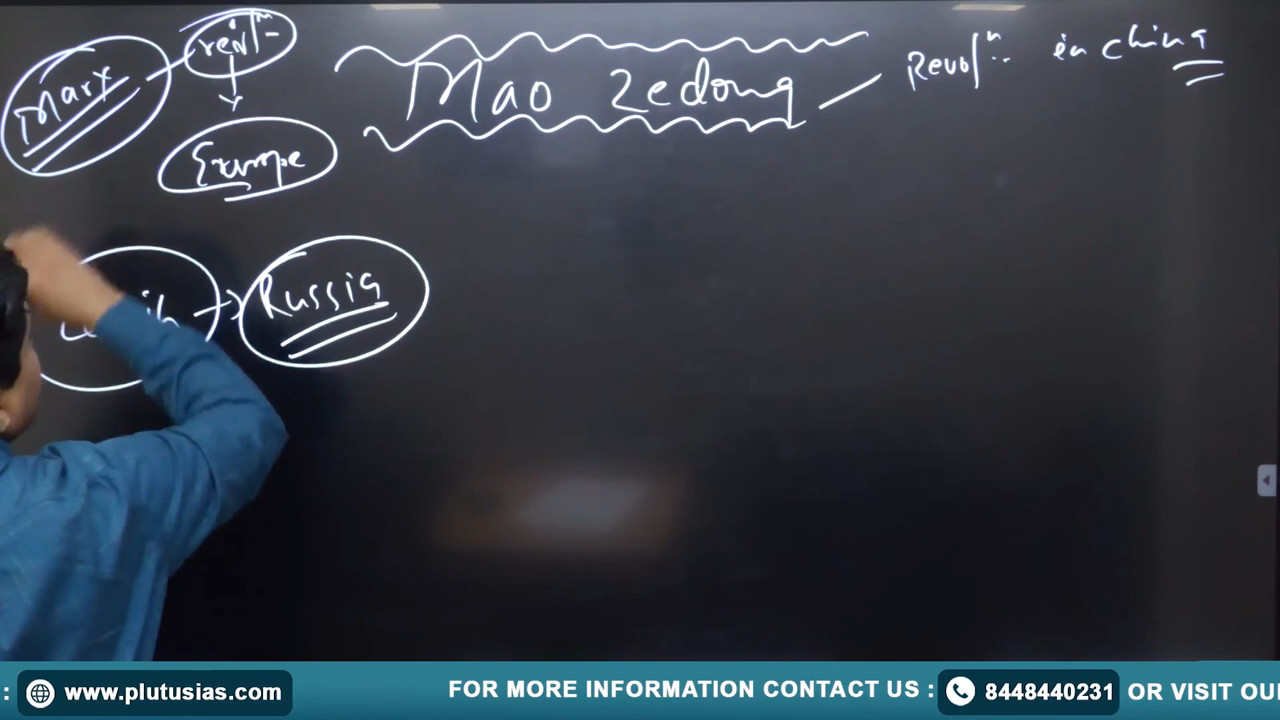 Marx revlⁿ
Europe
Mao Zedong
Revolⁿ.. in china
Russia
: www.plutusias.com FOR MORE INFORMATION CONTACT US : 8448440231 OR VISIT OUI